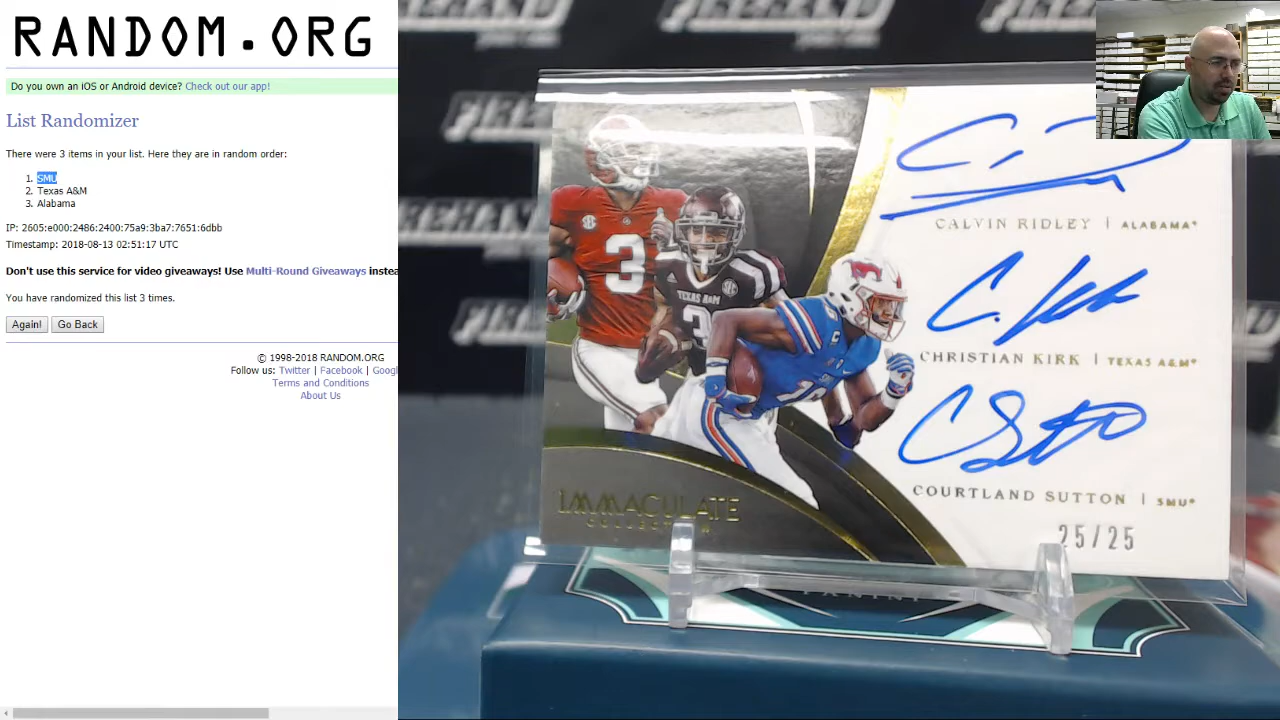 RANDOM.ORG
Do you own an iOS or Android device? Check out our app!
List Randomizer
There were 3 items in your list. Here they are in random order:
1. SMU
2. Texas A&M
3. Alabama
IP: 2605:e000:2486:2400:75a9:3ba7:7651:6dbb
Timestamp: 2018-08-13 02:51:17 UTC
Don't use this service for video giveaways! Use Multi-Round Giveaways instea
You have randomized this list 3 times.
Again! Go Back
© 1998-2018 RANDOM.ORG
Follow us: Twitter | Facebook | Googl
Terms and Conditions
About Us
CALVIN RIDLEY | ALABAMA*
CHRISTIAN KIRK | TEXAS A&M*
COURTLAND SUTTON | SMU*
25/25
3
TEXAS A&M
IMMACULATE
COLLECTION
PANINI